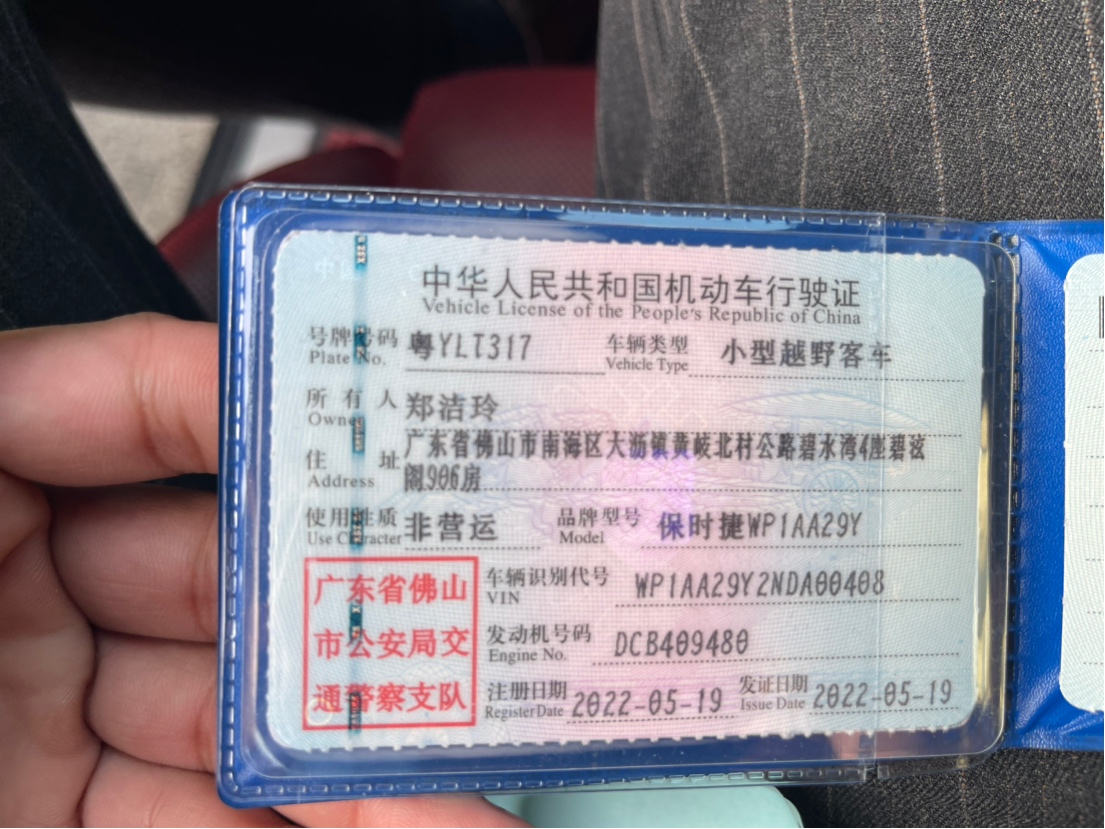 中华人民共和国机动车行驶证
Vehicle License of the People's Republic of China
号牌号码 粤YLT317 车辆类型 小型越野客车
Plate No. Vehicle Type
所有人 郑洁玲
Owner
住址 广东省佛山市南海区大沥镇黄岐北村公路碧水湾4座碧弦
Address 阁906房
使用性质 非营运 品牌型号 保时捷WP1AA29Y
Use Character Model
广东省佛山
市公安局交
通警察支队
车辆识别代号 WP1AA29Y2NDA00408
VIN
发动机号码 DCB409480
Engine No.
注册日期 2022-05-19 发证日期 2022-05-19
Register Date Issue Date